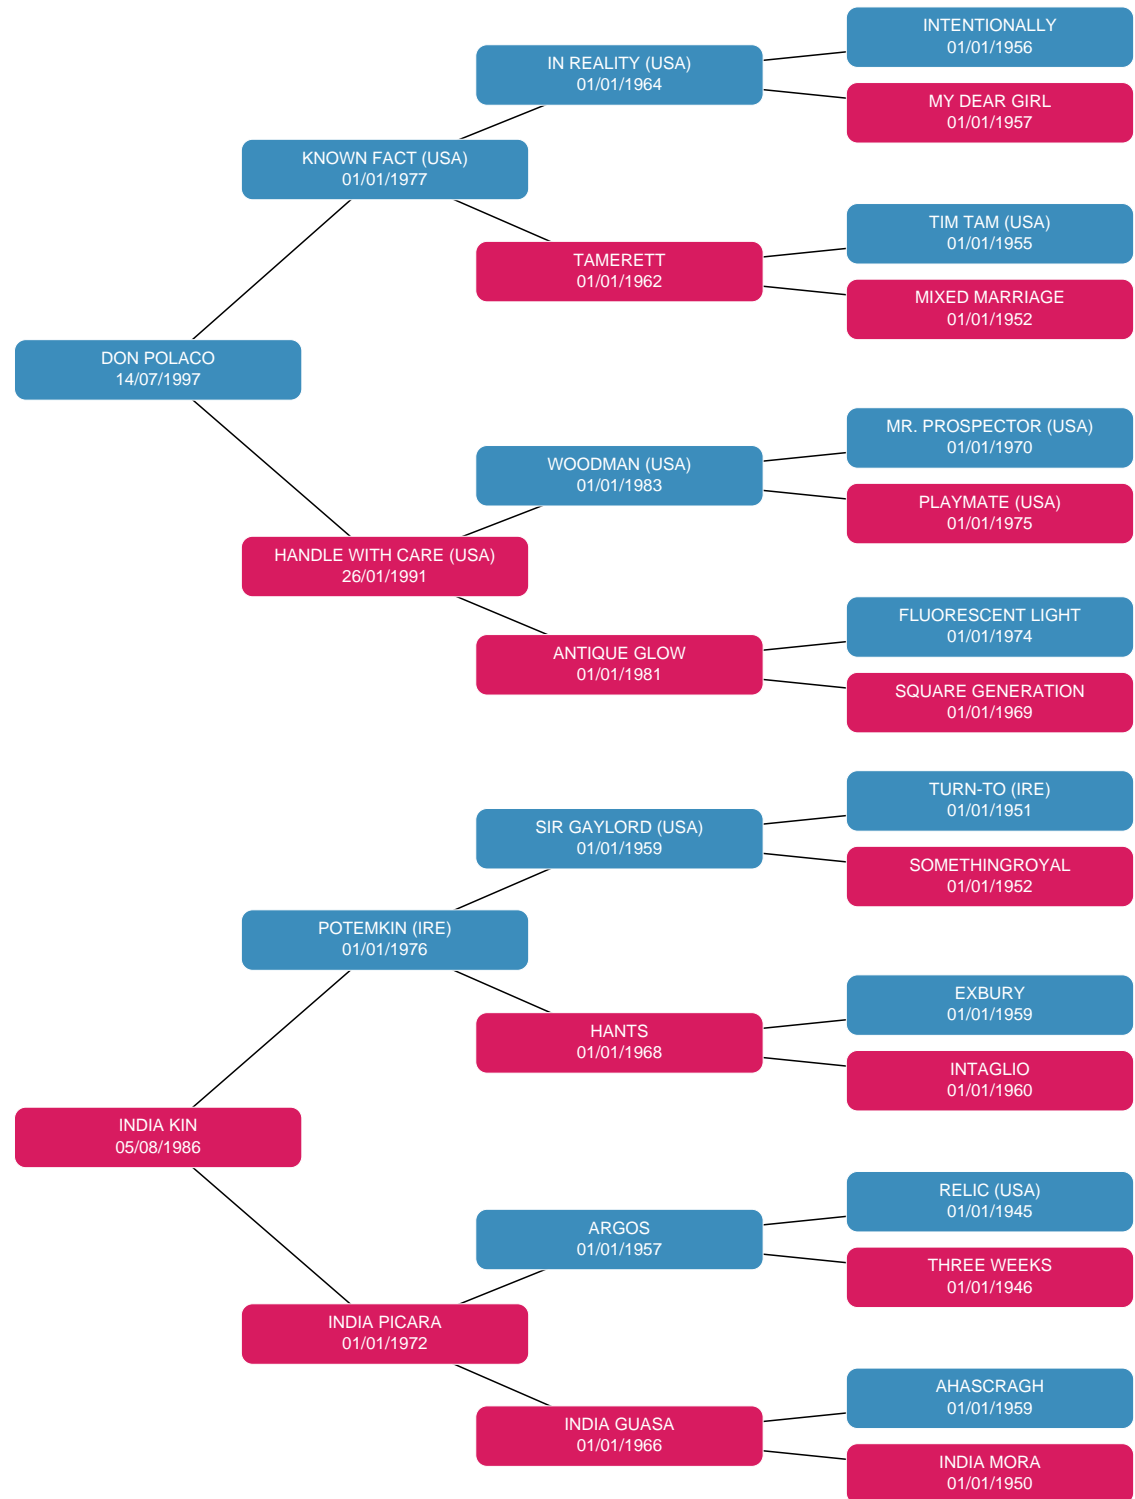 INTENTIONALLY
01/01/1956
IN REALITY (USA)
01/01/1964
MY DEAR GIRL
01/01/1957
KNOWN FACT (USA)
01/01/1977
TIM TAM (USA)
01/01/1955
TAMERETT
01/01/1962
MIXED MARRIAGE
01/01/1952
DON POLACO
14/07/1997
MR. PROSPECTOR (USA)
01/01/1970
WOODMAN (USA)
01/01/1983
PLAYMATE (USA)
01/01/1975
HANDLE WITH CARE (USA)
26/01/1991
FLUORESCENT LIGHT
01/01/1974
ANTIQUE GLOW
01/01/1981
SQUARE GENERATION
01/01/1969
TURN-TO (IRE)
01/01/1951
SIR GAYLORD (USA)
01/01/1959
SOMETHINGROYAL
01/01/1952
POTEMKIN (IRE)
01/01/1976
EXBURY
01/01/1959
HANTS
01/01/1968
INTAGLIO
01/01/1960
INDIA KIN
05/08/1986
RELIC (USA)
01/01/1945
ARGOS
01/01/1957
THREE WEEKS
01/01/1946
INDIA PICARA
01/01/1972
AHASCRAGH
01/01/1959
INDIA GUASA
01/01/1966
INDIA MORA
01/01/1950